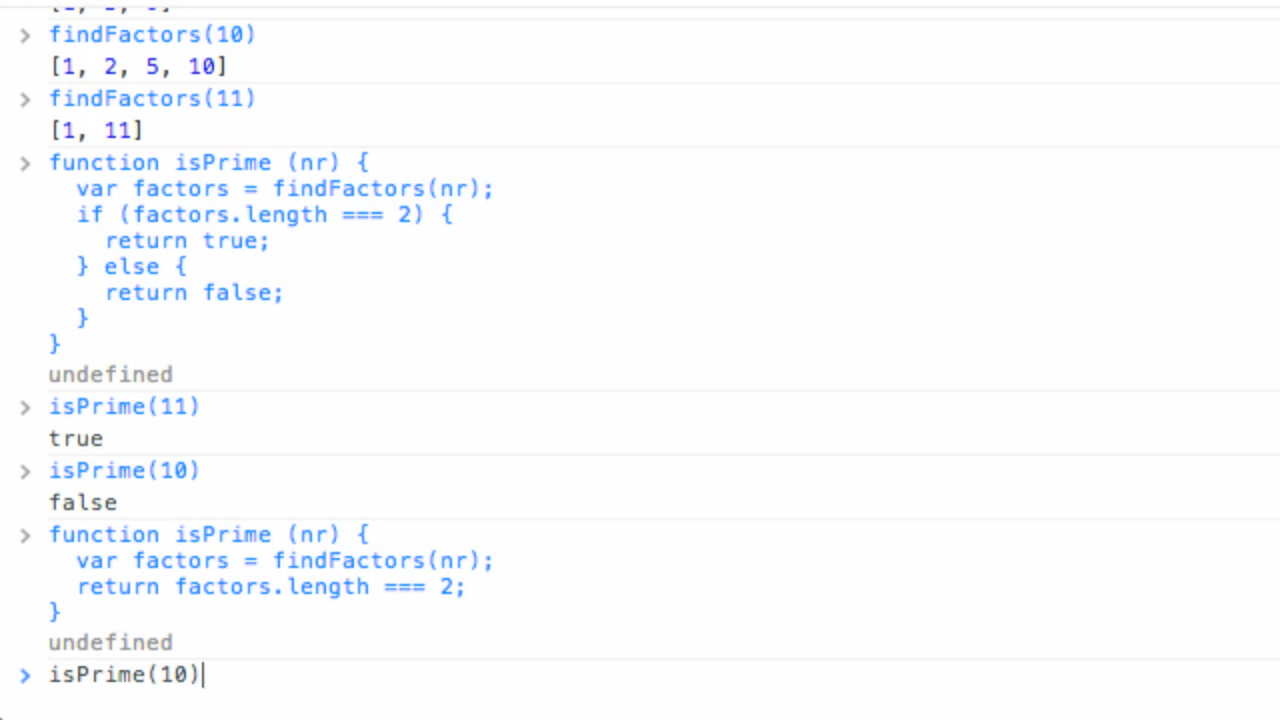 > findFactors(10)
[1, 2, 5, 10]
> findFactors(11)
[1, 11]
> function isPrime (nr) {
    var factors = findFactors(nr);
    if (factors.length === 2) {
      return true;
    } else {
      return false;
    }
  }
undefined
> isPrime(11)
true
> isPrime(10)
false
> function isPrime (nr) {
    var factors = findFactors(nr);
    return factors.length === 2;
  }
undefined
> isPrime(10)